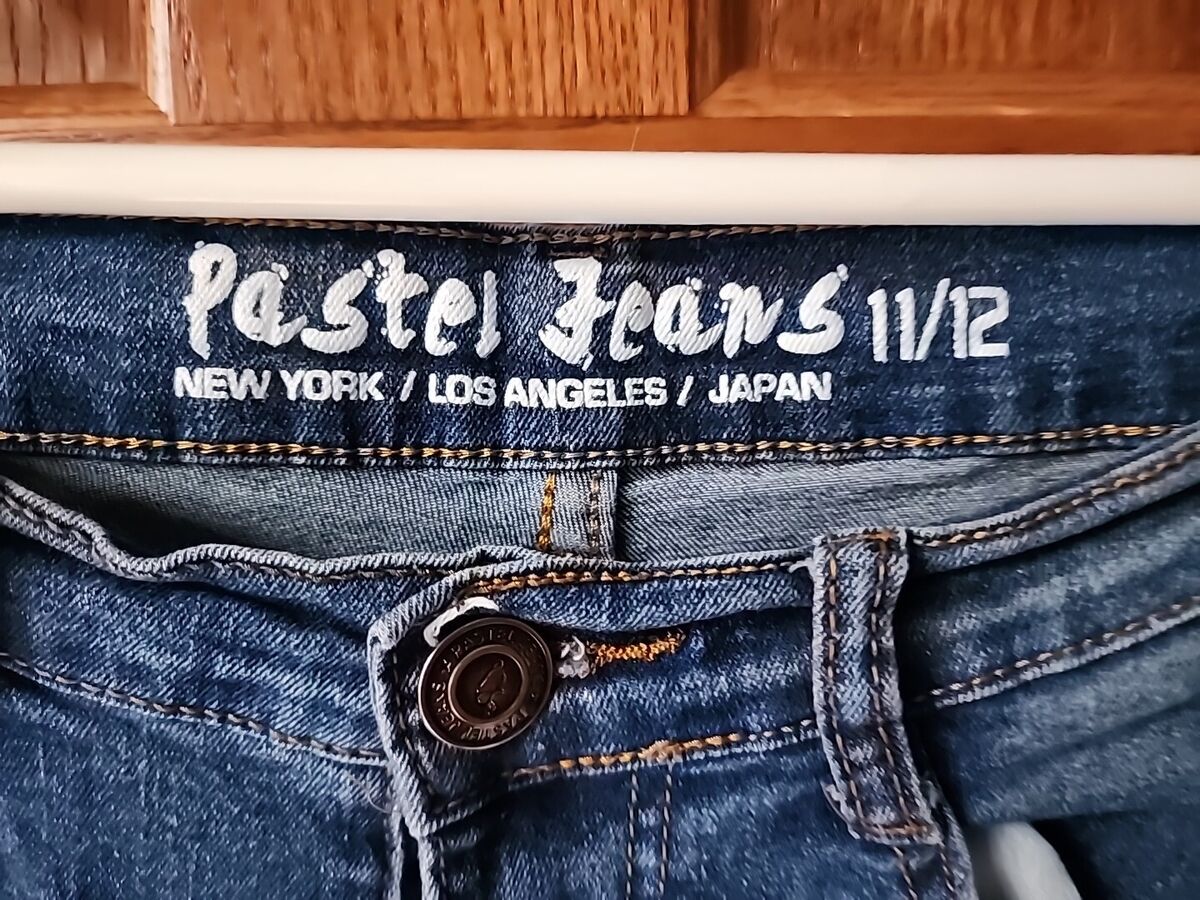 Pastel Jeans 11/12
NEW YORK / LOS ANGELES / JAPAN